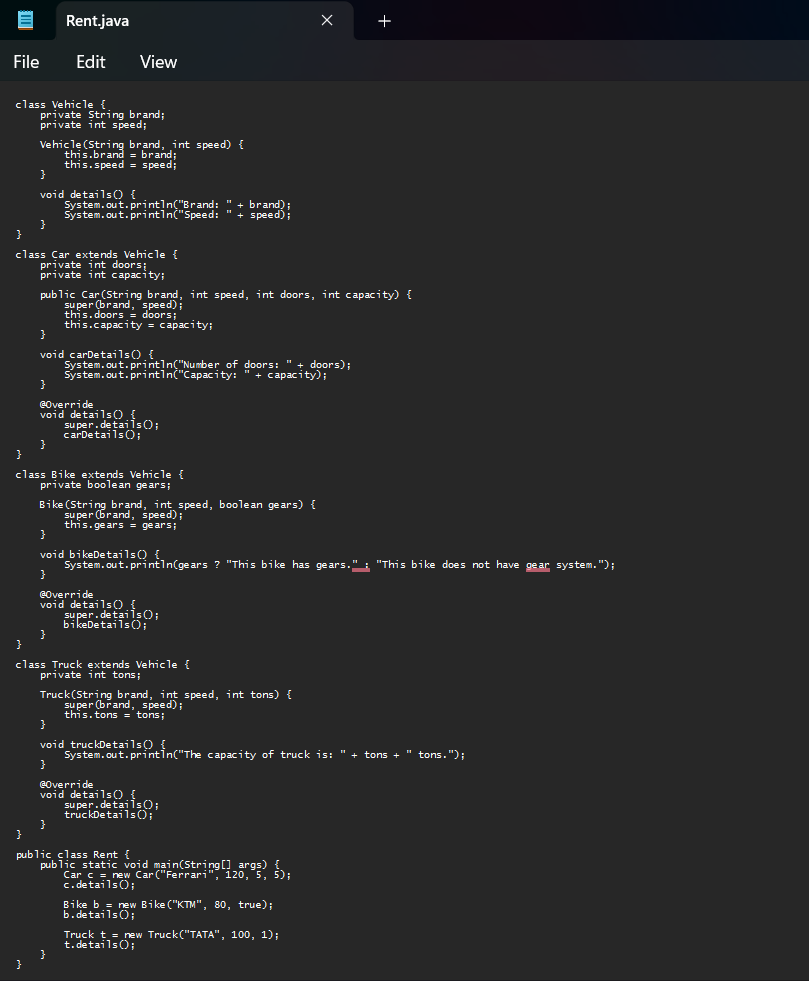 Rent.java
File Edit View
class Vehicle {
    private String brand;
    private int speed;

    Vehicle(String brand, int speed) {
        this.brand = brand;
        this.speed = speed;
    }

    void details() {
        System.out.println("Brand: " + brand);
        System.out.println("Speed: " + speed);
    }
}

class Car extends Vehicle {
    private int doors;
    private int capacity;

    public Car(String brand, int speed, int doors, int capacity) {
        super(brand, speed);
        this.doors = doors;
        this.capacity = capacity;
    }

    void carDetails() {
        System.out.println("Number of doors: " + doors);
        System.out.println("Capacity: " + capacity);
    }

    @Override
    void details() {
        super.details();
        carDetails();
    }
}

class Bike extends Vehicle {
    private boolean gears;

    Bike(String brand, int speed, boolean gears) {
        super(brand, speed);
        this.gears = gears;
    }

    void bikeDetails() {
        System.out.println(gears ? "This bike has gears." : "This bike does not have gear system.");
    }

    @Override
    void details() {
        super.details();
        bikeDetails();
    }
}

class Truck extends Vehicle {
    private int tons;

    Truck(String brand, int speed, int tons) {
        super(brand, speed);
        this.tons = tons;
    }

    void truckDetails() {
        System.out.println("The capacity of truck is: " + tons + " tons.");
    }

    @Override
    void details() {
        super.details();
        truckDetails();
    }
}

public class Rent {
    public static void main(String[] args) {
        Car c = new Car("Ferrari", 120, 5, 5);
        c.details();

        Bike b = new Bike("KTM", 80, true);
        b.details();

        Truck t = new Truck("TATA", 100, 1);
        t.details();
    }
}